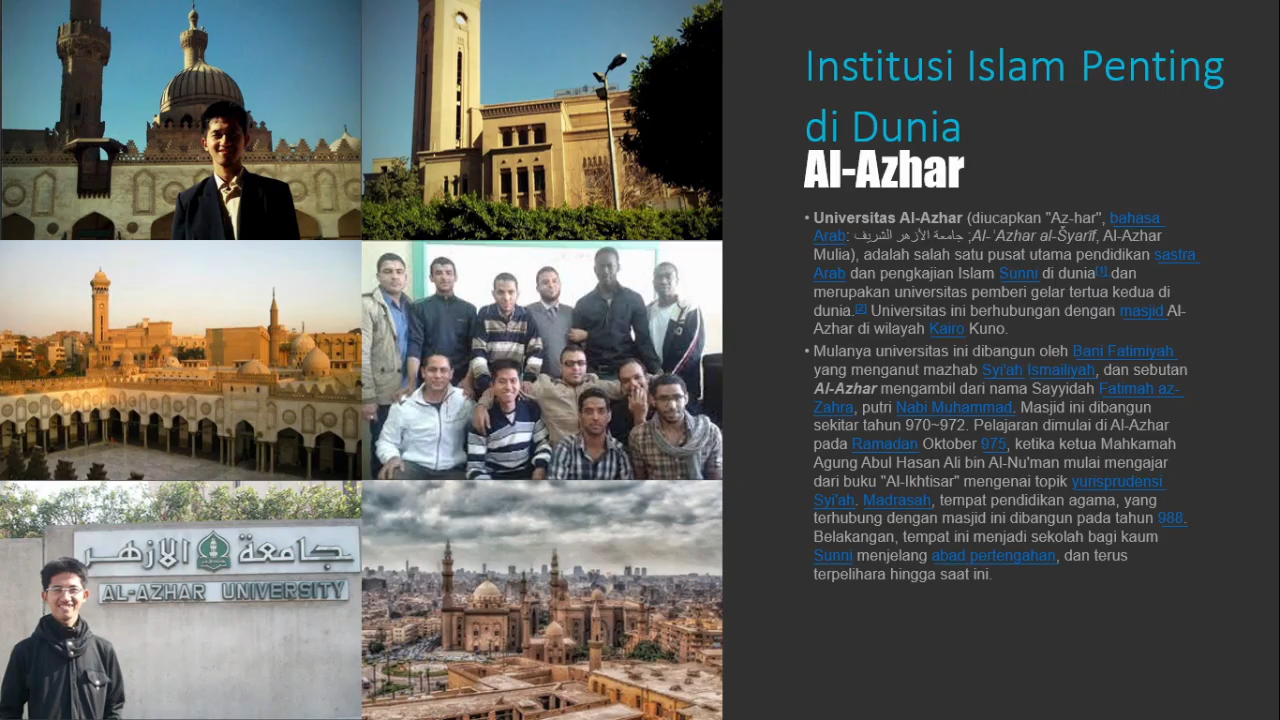 Institusi Islam Penting
di Dunia
Al-Azhar
• Universitas Al-Azhar (diucapkan "Az-har", bahasa
Arab: جامعة الأزهر الشريف ;Al-ʾAzhar al-Šyarīf, Al-Azhar
Mulia), adalah salah satu pusat utama pendidikan sastra
Arab dan pengkajian Islam Sunni di dunia[1] dan
merupakan universitas pemberi gelar tertua kedua di
dunia.[2] Universitas ini berhubungan dengan masjid Al-
Azhar di wilayah Kairo Kuno.
• Mulanya universitas ini dibangun oleh Bani Fatimiyah
yang menganut mazhab Syi'ah Ismailiyah, dan sebutan
Al-Azhar mengambil dari nama Sayyidah Fatimah az-
Zahra, putri Nabi Muhammad. Masjid ini dibangun
sekitar tahun 970~972. Pelajaran dimulai di Al-Azhar
pada Ramadan Oktober 975, ketika ketua Mahkamah
Agung Abul Hasan Ali bin Al-Nu'man mulai mengajar
dari buku "Al-Ikhtisar" mengenai topik yurisprudensi
Syi'ah. Madrasah, tempat pendidikan agama, yang
terhubung dengan masjid ini dibangun pada tahun 988.
Belakangan, tempat ini menjadi sekolah bagi kaum
Sunni menjelang abad pertengahan, dan terus
terpelihara hingga saat ini.
جامعة الازهر
AL-AZHAR UNIVERSITY